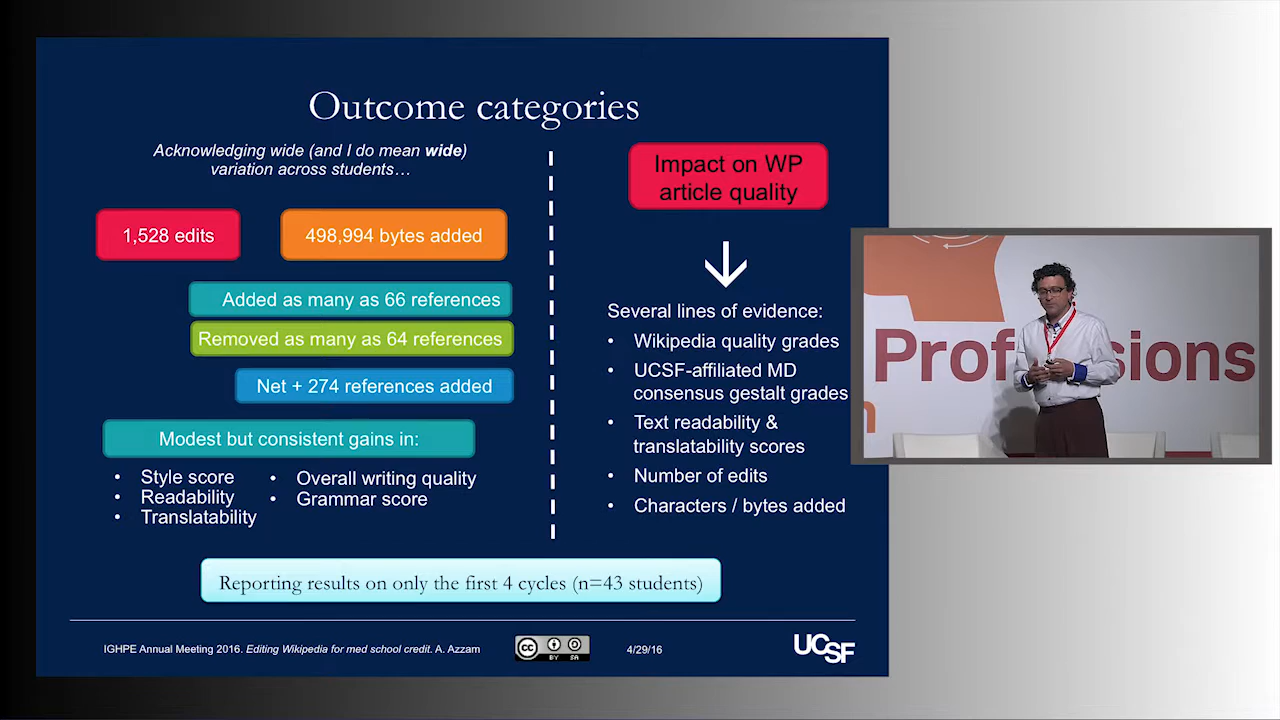 Outcome categories
Acknowledging wide (and I do mean wide)
variation across students…
1,528 edits
498,994 bytes added
Added as many as 66 references
Removed as many as 64 references
Net + 274 references added
Modest but consistent gains in:
• Style score
• Readability
• Translatability
• Overall writing quality
• Grammar score
Impact on WP
article quality
Several lines of evidence:
• Wikipedia quality grades
• UCSF-affiliated MD
consensus gestalt grades
• Text readability &
translatability scores
• Number of edits
• Characters / bytes added
Reporting results on only the first 4 cycles (n=43 students)
IGHPE Annual Meeting 2016. Editing Wikipedia for med school credit. A. Azzam
cc
BY SA
4/29/16
UCSF